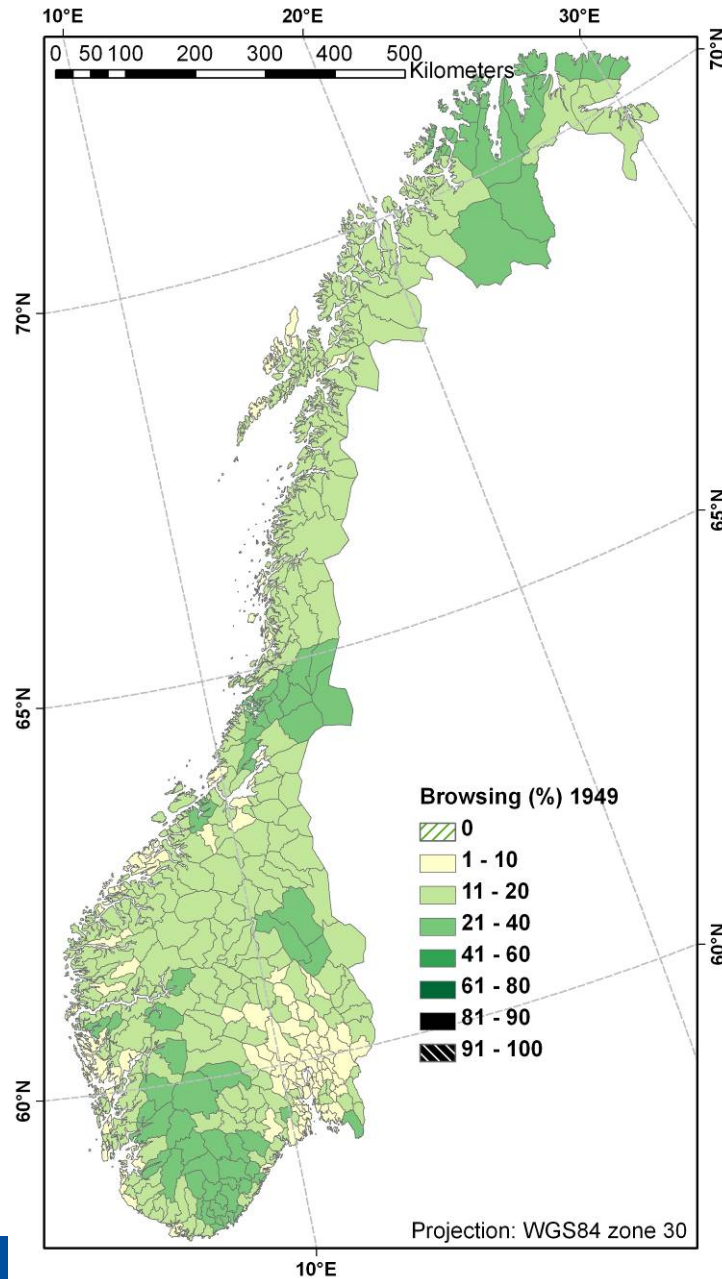 10°E 20°E 30°E
0 50 100 200 300 400 500
Kilometers
70°N
70°N
65°N
65°N
60°N
60°N
Browsing (%) 1949
0
1 - 10
11 - 20
21 - 40
41 - 60
61 - 80
81 - 90
91 - 100
Projection: WGS84 zone 30
10°E